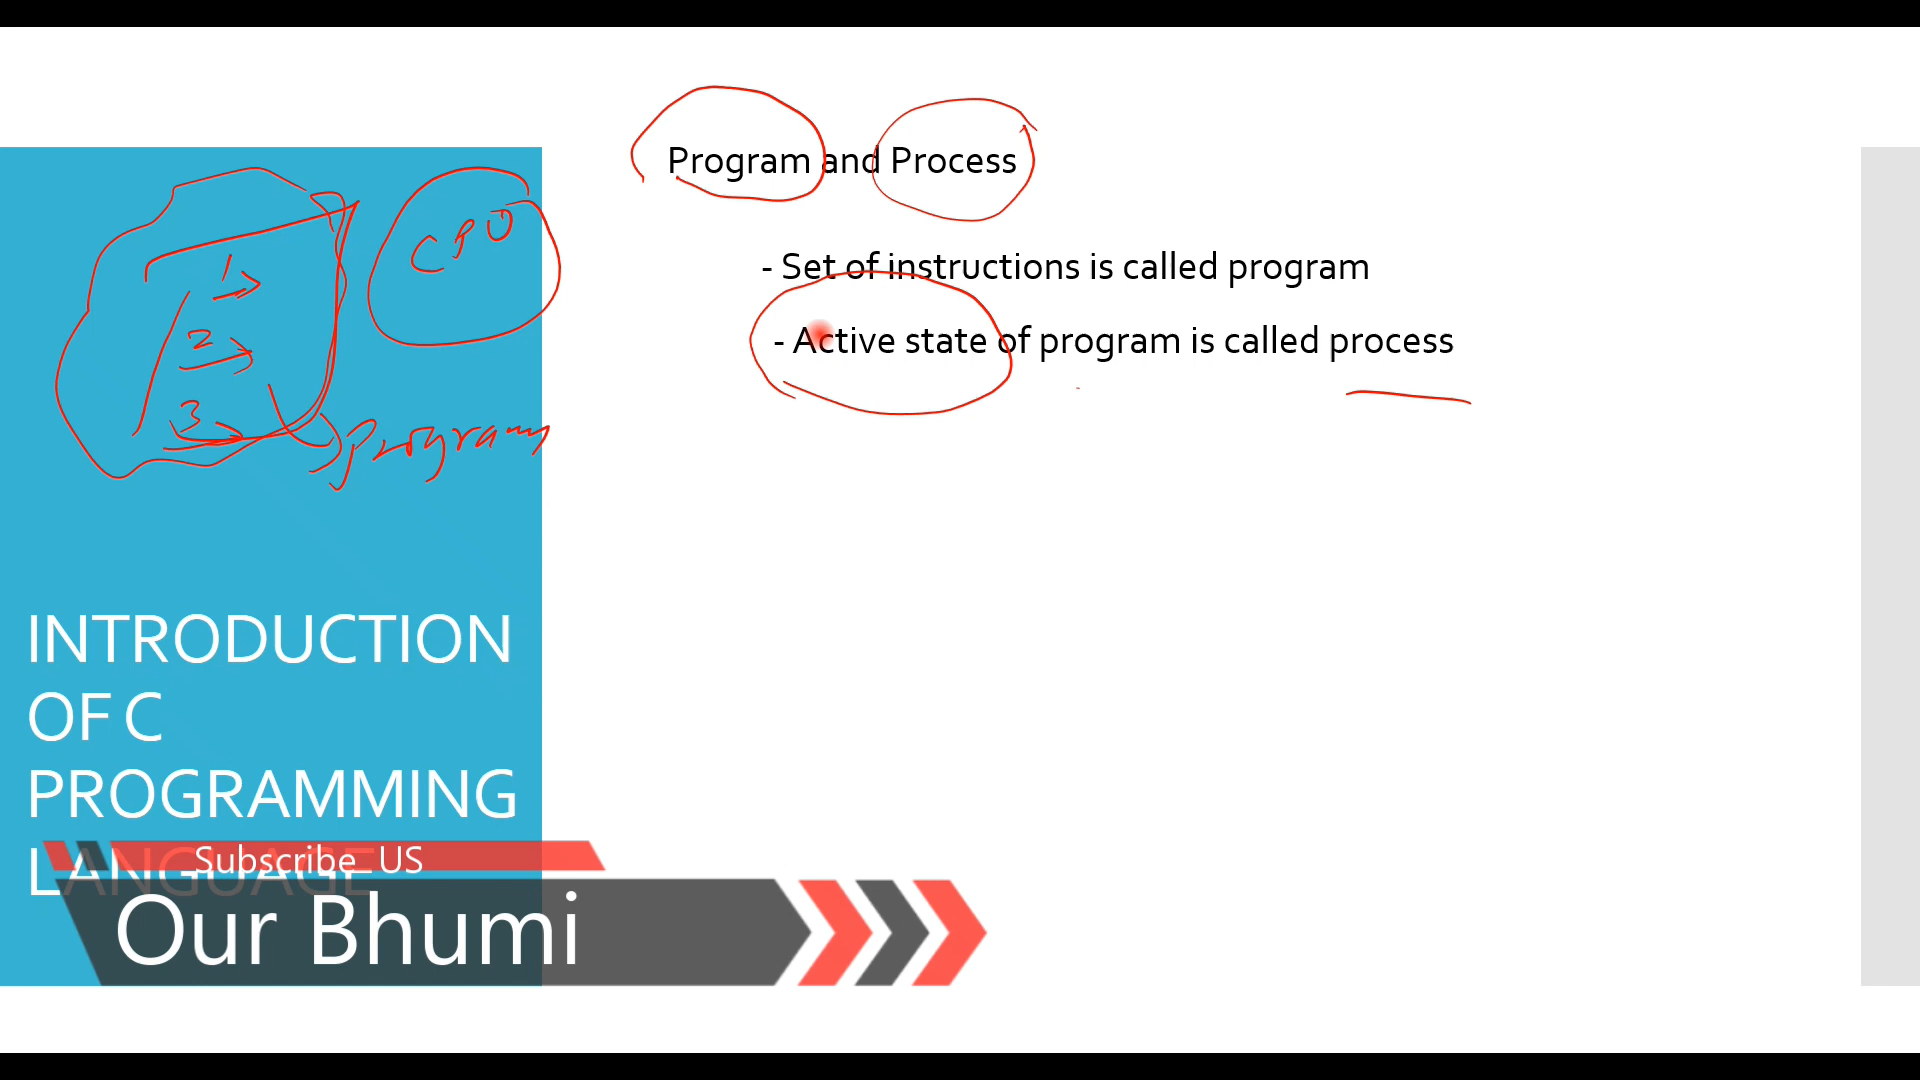 Program and Process
- Set of instructions is called program
- Active state of program is called process
CPU
1
2
3
Program
INTRODUCTION
OF C
PROGRAMMING
LANGUAGE
Subscribe US
Our Bhumi